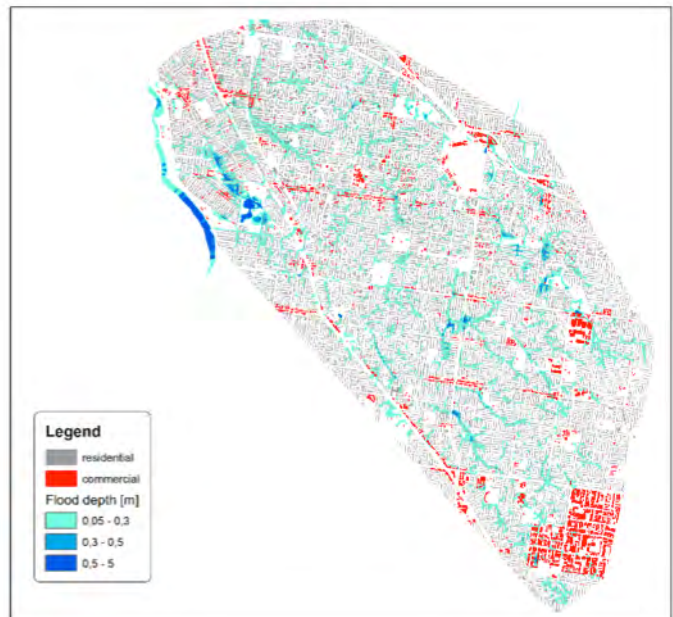 Legend
residential
commercial
Flood depth [m]
0,05 - 0,3
0,3 - 0,5
0,5 - 5